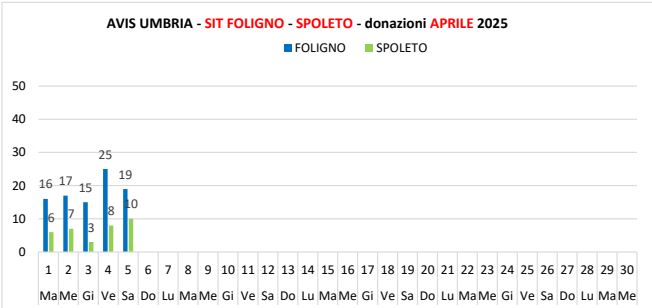 AVIS UMBRIA - SIT FOLIGNO - SPOLETO - donazioni APRILE 2025
FOLIGNO SPOLETO
50
40
30
20
10
0
16 17 15 25 19
6 7 3 8 10
1 2 3 4 5 6 7 8 9 10 11 12 13 14 15 16 17 18 19 20 21 22 23 24 25 26 27 28 29 30
Ma Me Gi Ve Sa Do Lu Ma Me Gi Ve Sa Do Lu Ma Me Gi Ve Sa Do Lu Ma Me Gi Ve Sa Do Lu Ma Me